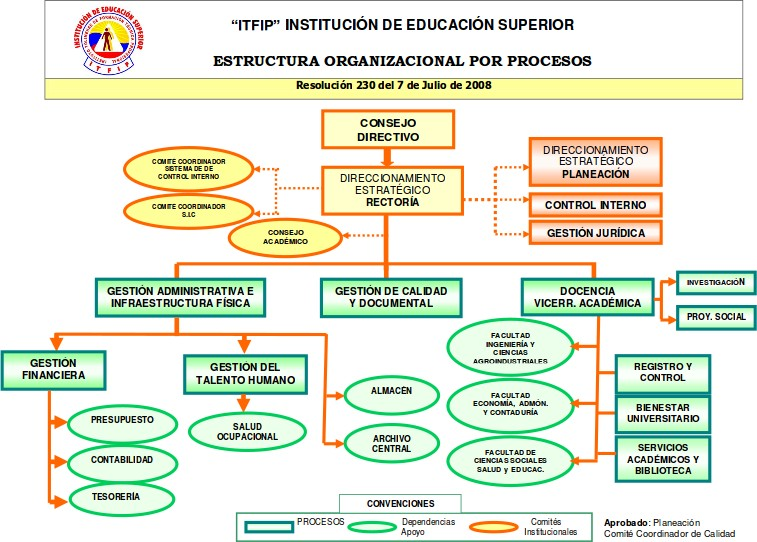 “ITFIP” INSTITUCIÓN DE EDUCACIÓN SUPERIOR
ESTRUCTURA ORGANIZACIONAL POR PROCESOS
Resolución 230 del 7 de Julio de 2008
INSTITUCIÓN DE EDUCACIÓN SUPERIOR
I T F I P
CONSEJO
DIRECTIVO
COMITE COORDINADOR
SISTEMA DE DE
CONTROL INTERNO
COMITE COORDINADOR
S.I.C
CONSEJO
ACADÉMICO
DIRECCIONAMIENTO
ESTRATÉGICO
RECTORÍA
DIRECCIONAMIENTO
ESTRATÉGICO
PLANEACIÓN
CONTROL INTERNO
GESTIÓN JURÍDICA
GESTIÓN ADMINISTRATIVA E
INFRAESTRUCTURA FÍSICA
GESTIÓN DE CALIDAD
Y DOCUMENTAL
DOCENCIA
VICERR. ACADÉMICA
INVESTIGACIÓN
PROY. SOCIAL
GESTIÓN
FINANCIERA
GESTIÓN DEL
TALENTO HUMANO
PRESUPUESTO
CONTABILIDAD
TESORERÍA
SALUD
OCUPACIONAL
ALMACÉN
ARCHIVO
CENTRAL
FACULTAD
INGENIERÍA Y
CIENCIAS
AGROINDUSTRIALES
FACULTAD
ECONOMÍA, ADMÓN.
Y CONTADURÍA
FACULTAD DE
CIENCIAS SOCIALES
SALUD y EDUCAC.
REGISTRO Y
CONTROL
BIENESTAR
UNIVERSITARIO
SERVICIOS
ACADÉMICOS Y
BIBLIOTECA
CONVENCIONES
PROCESOS
Dependencias
Apoyo
Comités
Institucionales
Aprobado: Planeación
Comité Coordinador de Calidad